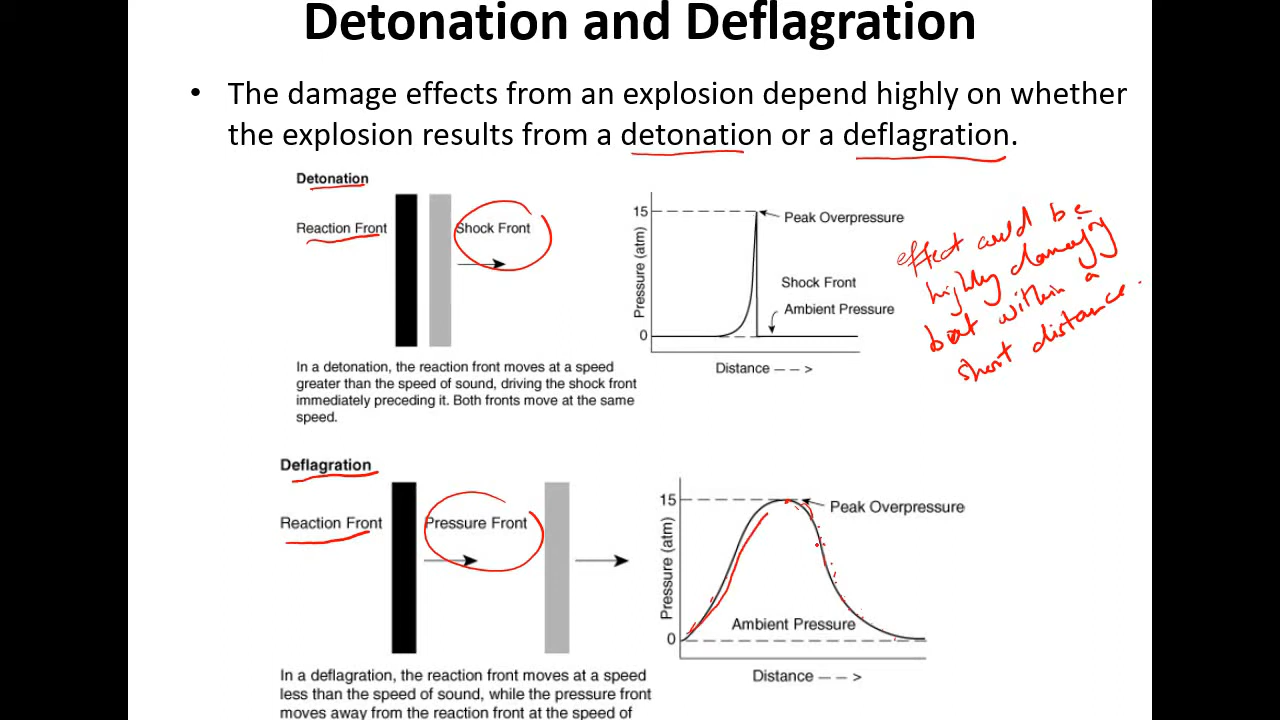 Detonation and Deflagration
• The damage effects from an explosion depend highly on whether
the explosion results from a detonation or a deflagration.
Detonation
Reaction Front
Shock Front
In a detonation, the reaction front moves at a speed
greater than the speed of sound, driving the shock front
immediately preceding it. Both fronts move at the same
speed.
Pressure (atm)
15
0
Peak Overpressure
Shock Front
Ambient Pressure
Distance – – >
effect could be
highly damaging
but within a
short distance.
Deflagration
Reaction Front
Pressure Front
In a deflagration, the reaction front moves at a speed
less than the speed of sound, while the pressure front
moves away from the reaction front at the speed of
Pressure (atm)
15
0
Peak Overpressure
Ambient Pressure
Distance – – >